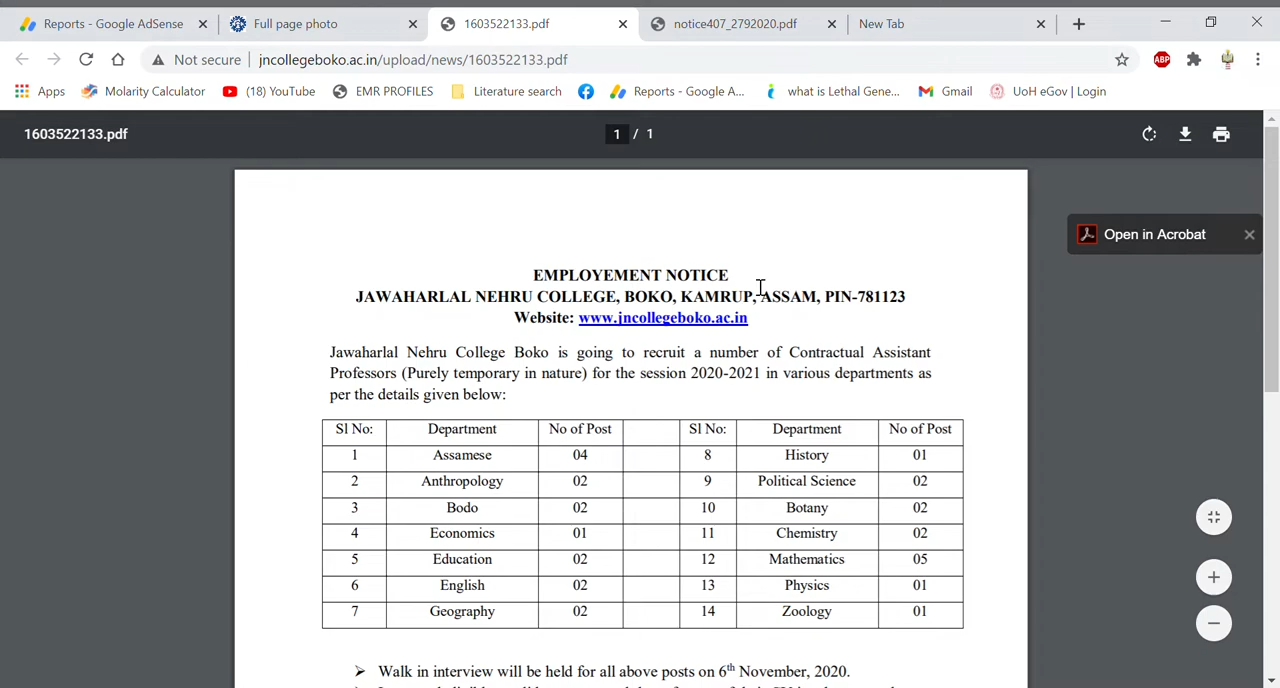 Reports - Google AdSense
Full page photo
1603522133.pdf
notice407_2792020.pdf
New Tab
Not secure | jncollegeboko.ac.in/upload/news/1603522133.pdf
ABP
Apps
Molarity Calculator
(18) YouTube
EMR PROFILES
Literature search
Reports - Google A...
what is Lethal Gene...
Gmail
UoH eGov | Login
1603522133.pdf
1 / 1
Open in Acrobat
EMPLOYEMENT NOTICE
JAWAHARLAL NEHRU COLLEGE, BOKO, KAMRUP, ASSAM, PIN-781123
Website: www.jncollegeboko.ac.in
Jawaharlal Nehru College Boko is going to recruit a number of Contractual Assistant
Professors (Purely temporary in nature) for the session 2020-2021 in various departments as
per the details given below:
Sl No: Department No of Post Sl No: Department No of Post
1 Assamese 04 8 History 01
2 Anthropology 02 9 Political Science 02
3 Bodo 02 10 Botany 02
4 Economics 01 11 Chemistry 02
5 Education 02 12 Mathematics 05
6 English 02 13 Physics 01
7 Geography 02 14 Zoology 01
➢ Walk in interview will be held for all above posts on 6th November, 2020.